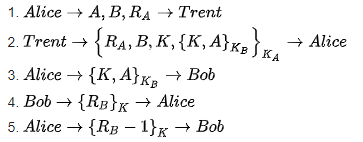 1. Alice → A, B, R_A → Trent
2. Trent → {R_A, B, K, {K, A}_{K_B}}_{K_A} → Alice
3. Alice → {K, A}_{K_B} → Bob
4. Bob → {R_B}_K → Alice
5. Alice → {R_B − 1}_K → Bob